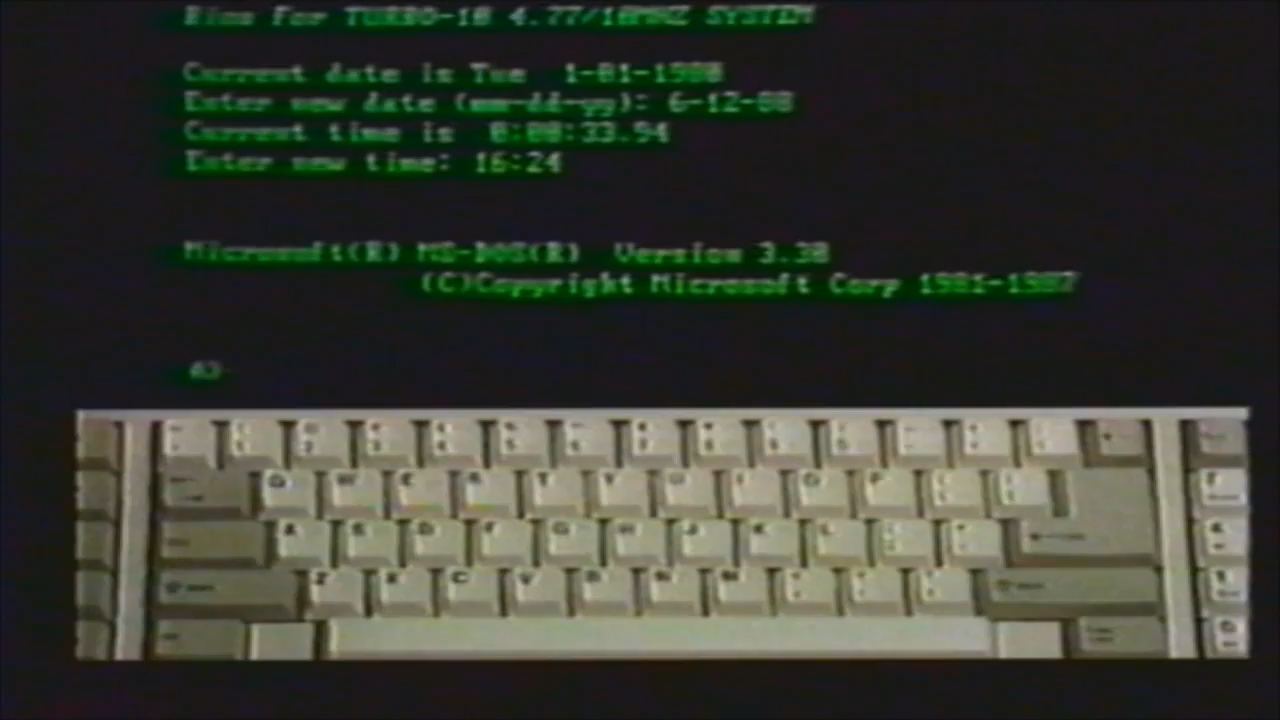 Bios For TURBO-10 4.77/10MHZ SYSTEM
Current date is Tue 1-01-1980
Enter new date (mm-dd-yy): 6-12-88
Current time is 0:00:33.94
Enter new time: 16:24
Microsoft(R) MS-DOS(R) Version 3.30
(C)Copyright Microsoft Corp 1981-1987
A>
Q W E R T Y U I O P
A S D F G H J K L
Z X C V B N M